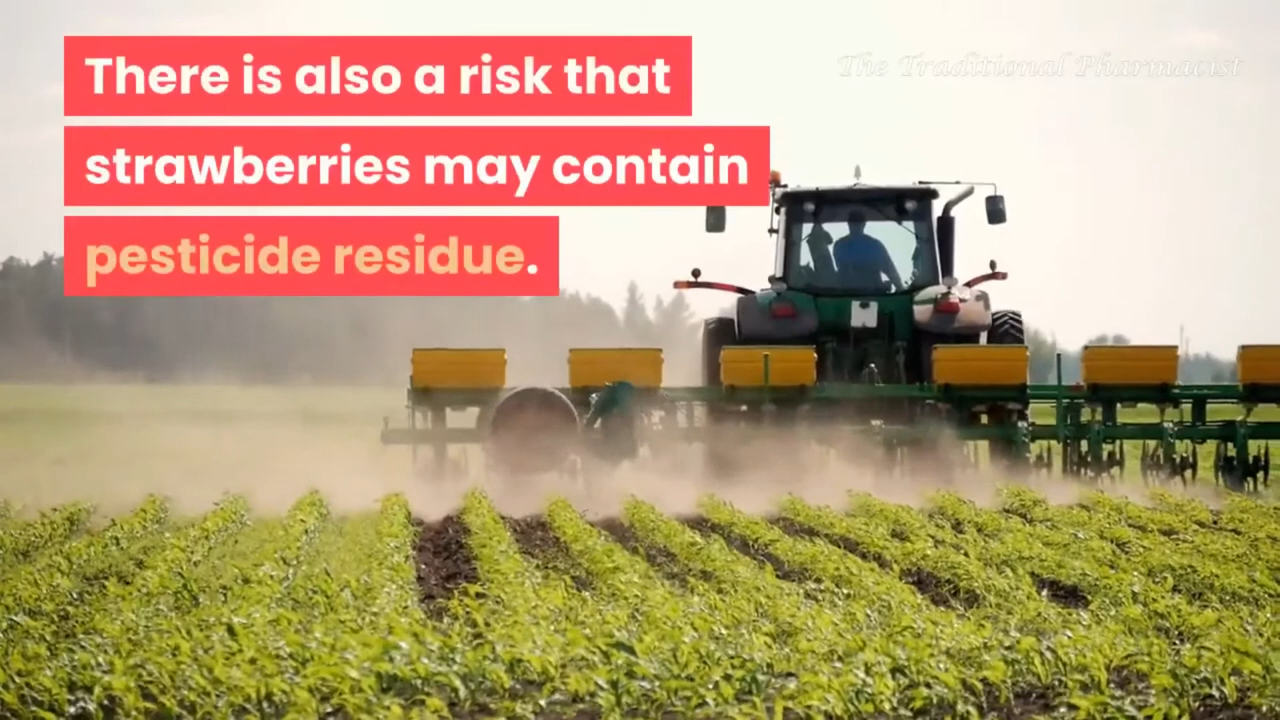 There is also a risk that
strawberries may contain
pesticide residue.
The Traditional Pharmacist